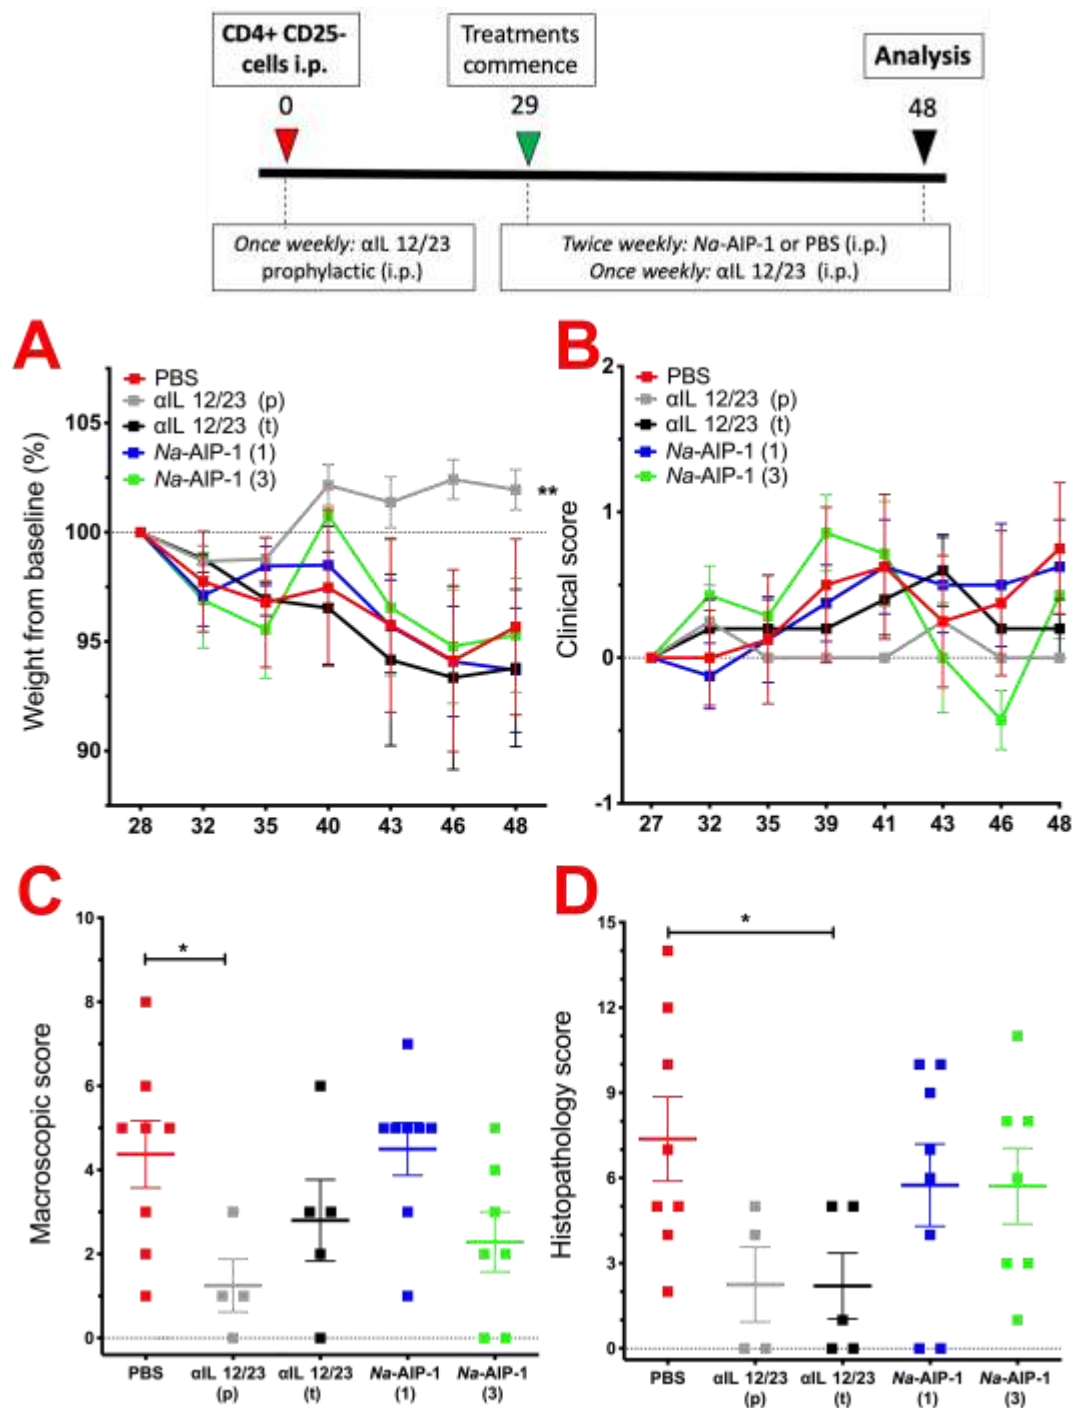 CD4+ CD25-
cells i.p.
Treatments
commence
Analysis
0
29
48
Once weekly: αIL 12/23
prophylactic (i.p.)
Twice weekly: Na-AIP-1 or PBS (i.p.)
Once weekly: αIL 12/23 (i.p.)
A
PBS
αIL 12/23 (p)
αIL 12/23 (t)
Na-AIP-1 (1)
Na-AIP-1 (3)
Weight from baseline (%)
105
100
95
90
**
28 32 35 40 43 46 48
B
PBS
αIL 12/23 (p)
αIL 12/23 (t)
Na-AIP-1 (1)
Na-AIP-1 (3)
Clinical score
2
1
0
-1
27 32 35 39 41 43 46 48
C
Macroscopic score
10
8
6
4
2
0
*
PBS αIL 12/23 αIL 12/23 Na-AIP-1 Na-AIP-1
(p) (t) (1) (3)
D
Histopathology score
15
12
9
6
3
0
*
PBS αIL 12/23 αIL 12/23 Na-AIP-1 Na-AIP-1
(p) (t) (1) (3)